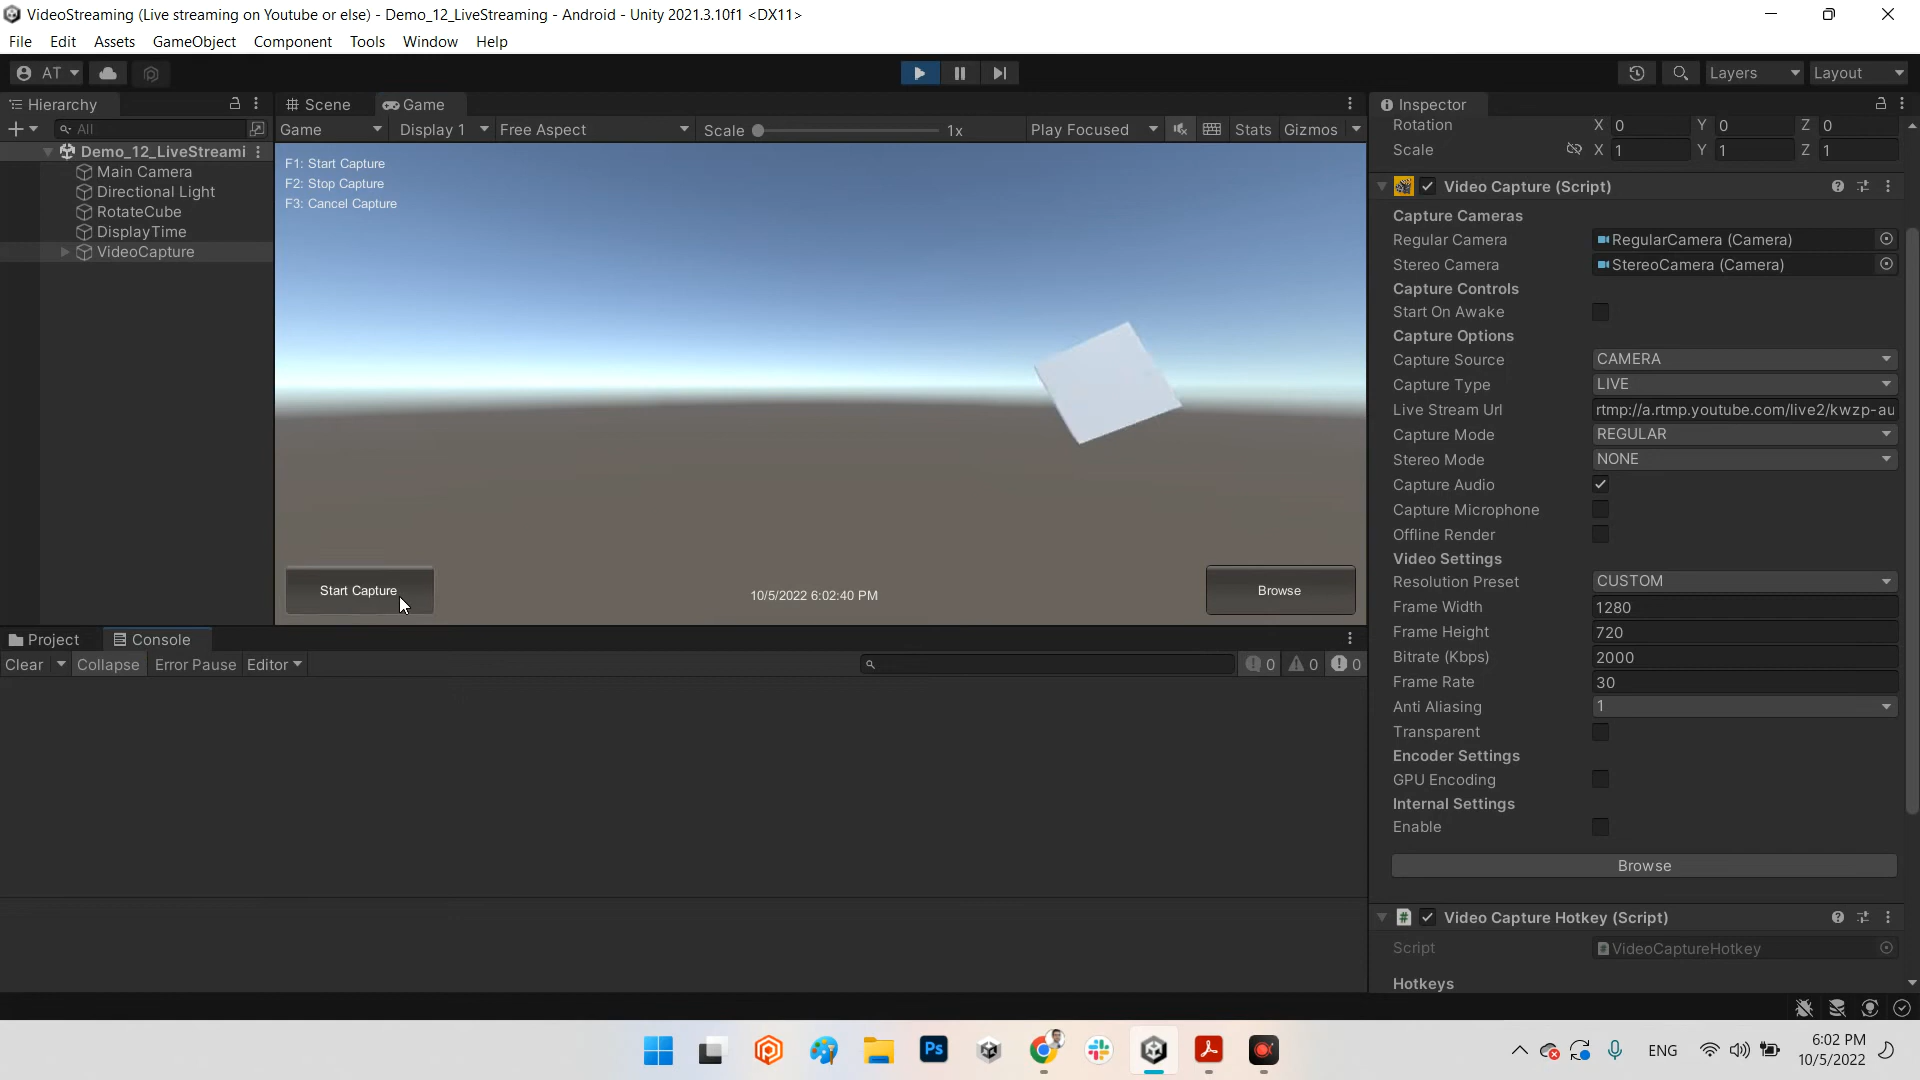 VideoStreaming (Live streaming on Youtube or else) - Demo_12_LiveStreaming - Android - Unity 2021.3.10f1 <DX11>
File Edit Assets GameObject Component Tools Window Help
AT Layers Layout
Hierarchy
All
Demo_12_LiveStreami
Main Camera
Directional Light
RotateCube
DisplayTime
VideoCapture
Scene Game
Game Display 1 Free Aspect Scale 1x Play Focused Stats Gizmos
F1: Start Capture
F2: Stop Capture
F3: Cancel Capture
Start Capture
10/5/2022 6:02:40 PM
Browse
Project Console
Clear Collapse Error Pause Editor 0 0 0
Inspector
Rotation X 0 Y 0 Z 0
Scale X 1 Y 1 Z 1
Video Capture (Script)
Capture Cameras
Regular Camera RegularCamera (Camera)
Stereo Camera StereoCamera (Camera)
Capture Controls
Start On Awake
Capture Options
Capture Source CAMERA
Capture Type LIVE
Live Stream Url rtmp://a.rtmp.youtube.com/live2/kwzp-au
Capture Mode REGULAR
Stereo Mode NONE
Capture Audio
Capture Microphone
Offline Render
Video Settings
Resolution Preset CUSTOM
Frame Width 1280
Frame Height 720
Bitrate (Kbps) 2000
Frame Rate 30
Anti Aliasing 1
Transparent
Encoder Settings
GPU Encoding
Internal Settings
Enable
Browse
Video Capture Hotkey (Script)
Script VideoCaptureHotkey
Hotkeys
Ps
ENG
6:02 PM
10/5/2022